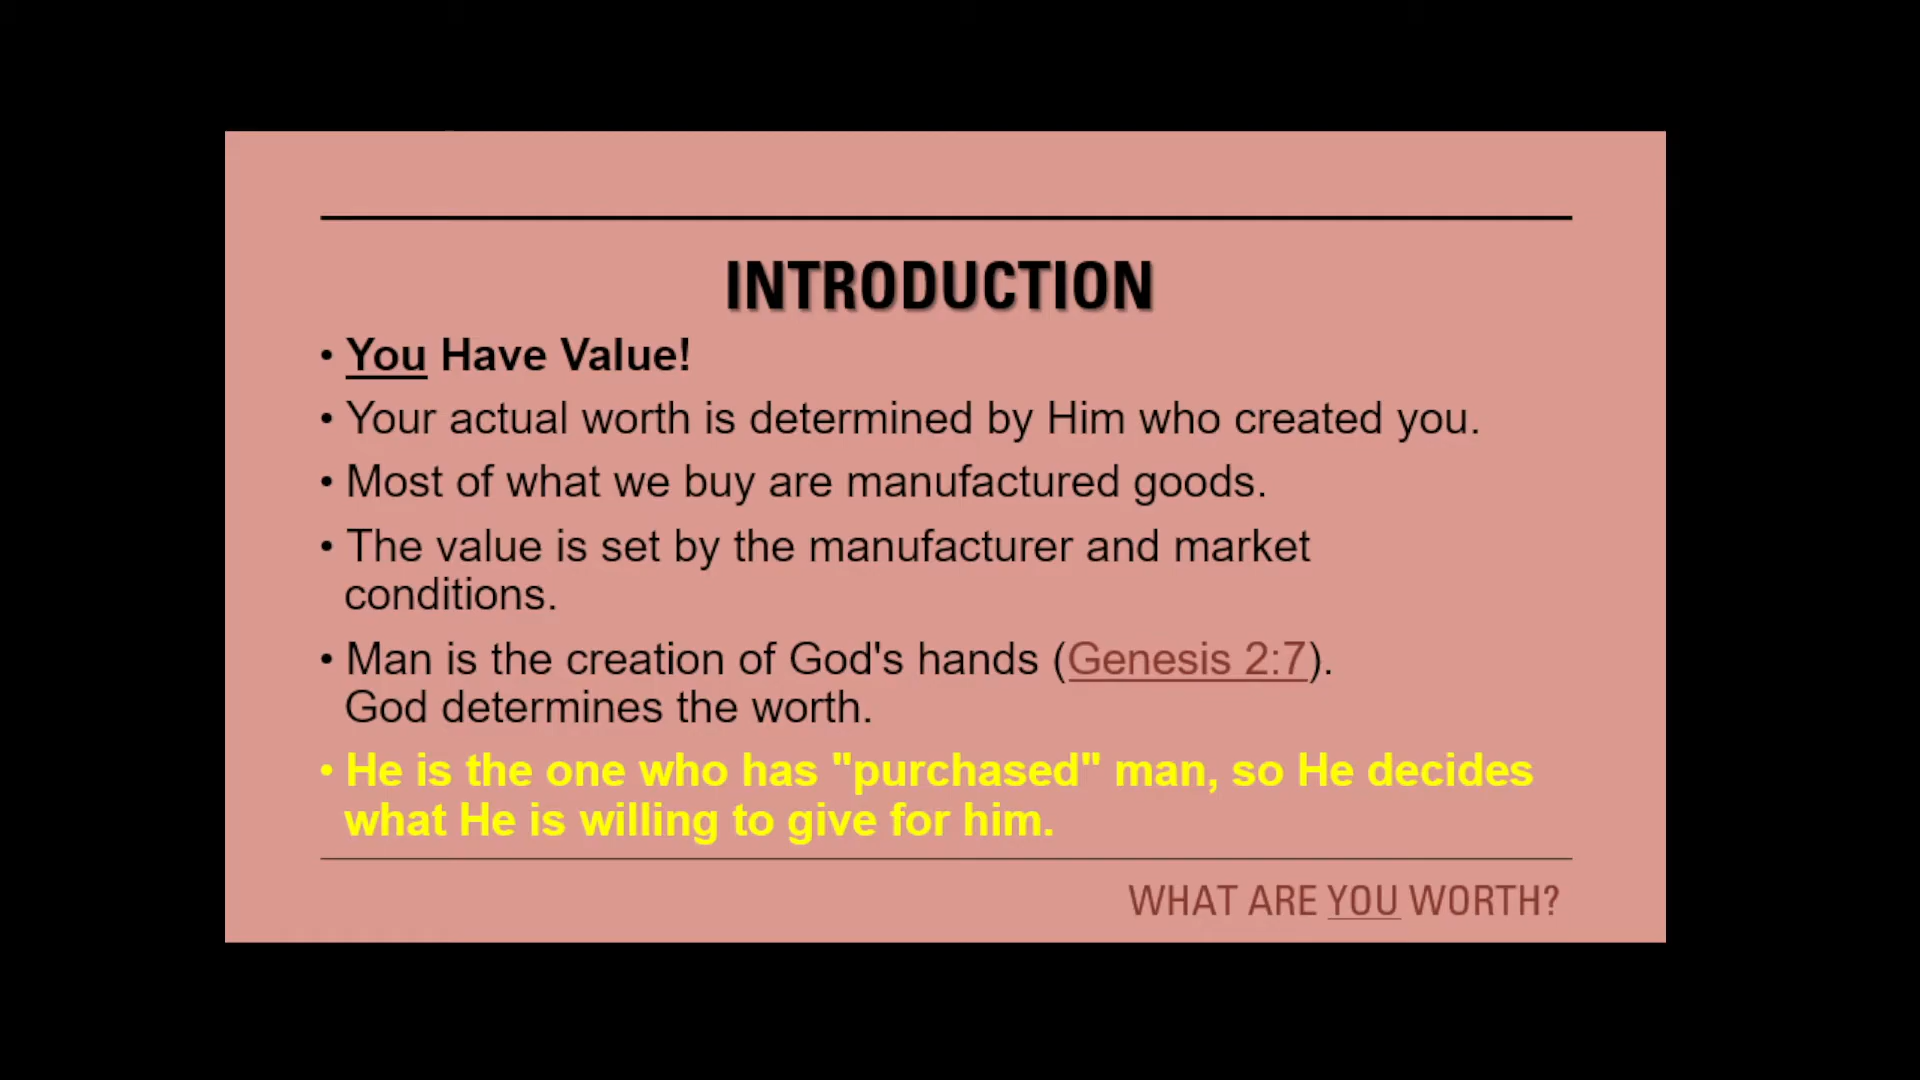 INTRODUCTION
• You Have Value!
• Your actual worth is determined by Him who created you.
• Most of what we buy are manufactured goods.
• The value is set by the manufacturer and market
conditions.
• Man is the creation of God's hands (Genesis 2:7).
God determines the worth.
• He is the one who has "purchased" man, so He decides
what He is willing to give for him.
WHAT ARE YOU WORTH?